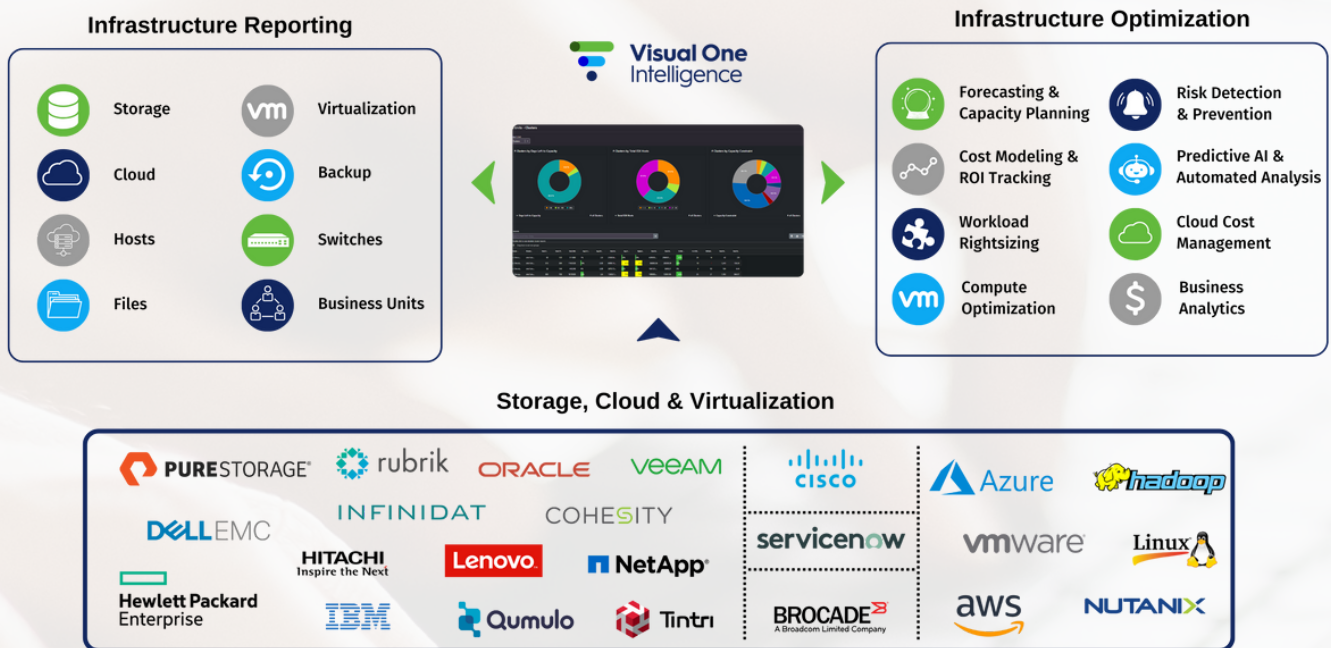 Infrastructure Reporting
Storage
vm
Virtualization
Cloud
Backup
Hosts
Switches
Files
Business Units
Visual One
Intelligence
Infrastructure Optimization
Forecasting &
Capacity Planning
Risk Detection
& Prevention
Cost Modeling &
ROI Tracking
Predictive AI &
Automated Analysis
Workload
Rightsizing
Cloud Cost
Management
vm
Compute
Optimization
$
Business
Analytics
Storage, Cloud & Virtualization
PURESTORAGE®
rubrik
ORACLE
VEEAM
INFINIDAT
COHESITY
DELLEMC
HITACHI
Inspire the Next
Lenovo
NetApp®
Hewlett Packard
Enterprise
IBM
Qumulo
Tintri
CISCO
servicenow
BROCADE
A Broadcom Limited Company
Azure
hadoop
vmware
Linux
aws
NUTANIX